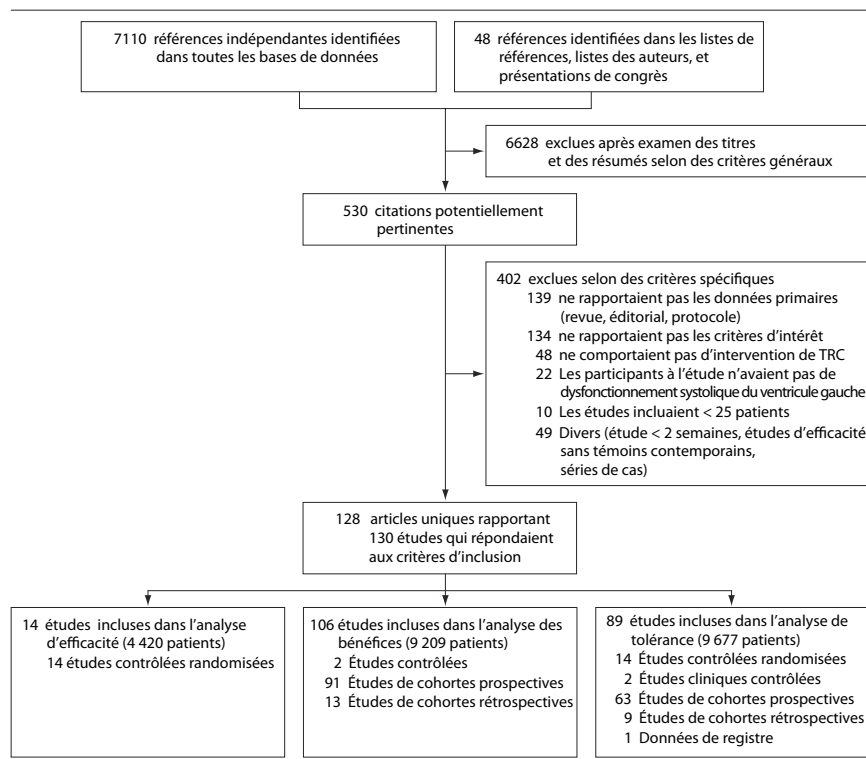 7110 références indépendantes identifiées
dans toutes les bases de données
48 références identifiées dans les listes de
références, listes des auteurs, et
présentations de congrès
6628 exclues après examen des titres
et des résumés selon des critères généraux
530 citations potentiellement
pertinentes
402 exclues selon des critères spécifiques
139 ne rapportaient pas les données primaires
(revue, éditorial, protocole)
134 ne rapportaient pas les critères d'intérêt
48 ne comportaient pas d'intervention de TRC
22 Les participants à l'étude n'avaient pas de
dysfonctionnement systolique du ventricule gauche
10 Les études incluaient < 25 patients
49 Divers (étude < 2 semaines, études d'efficacité
sans témoins contemporains,
séries de cas)
128 articles uniques rapportant
130 études qui répondaient
aux critères d'inclusion
14 études incluses dans l'analyse
d'efficacité (4 420 patients)
14 études contrôlées randomisées
106 études incluses dans l'analyse des
bénéfices (9 209 patients)
2 Études contrôlées
91 Études de cohortes prospectives
13 Études de cohortes rétrospectives
89 études incluses dans l'analyse de
tolérance (9 677 patients)
14 Études contrôlées randomisées
2 Études cliniques contrôlées
63 Études de cohortes prospectives
9 Études de cohortes rétrospectives
1 Données de registre